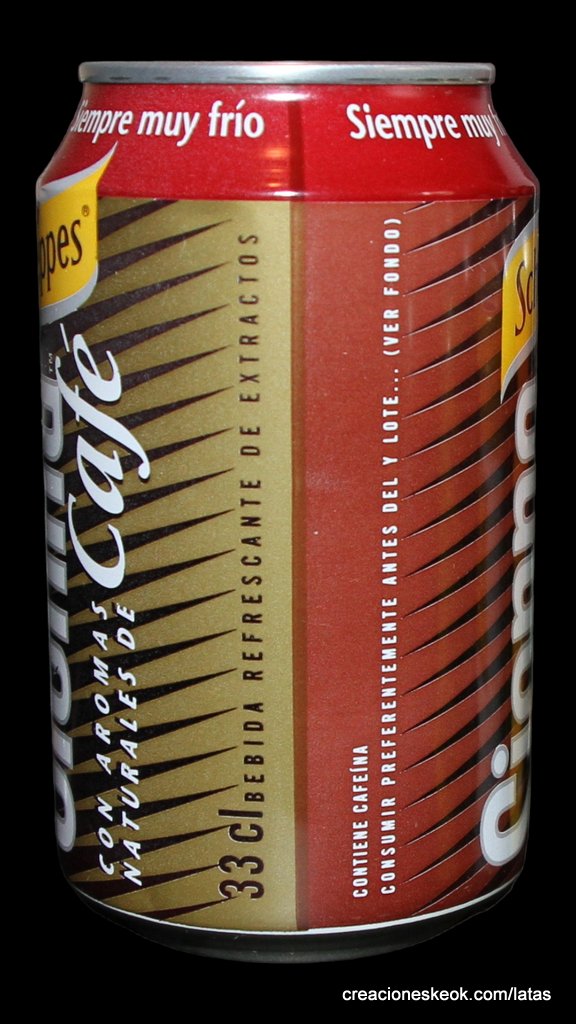 Siempre muy frío
Siempre muy
Café
CON AROMAS
NATURALES DE
33 cl BEBIDA REFRESCANTE DE EXTRACTOS
CONTIENE CAFEÍNA
CONSUMIR PREFERENTEMENTE ANTES DEL Y LOTE... (VER FONDO)
creacioneskeok.com/latas